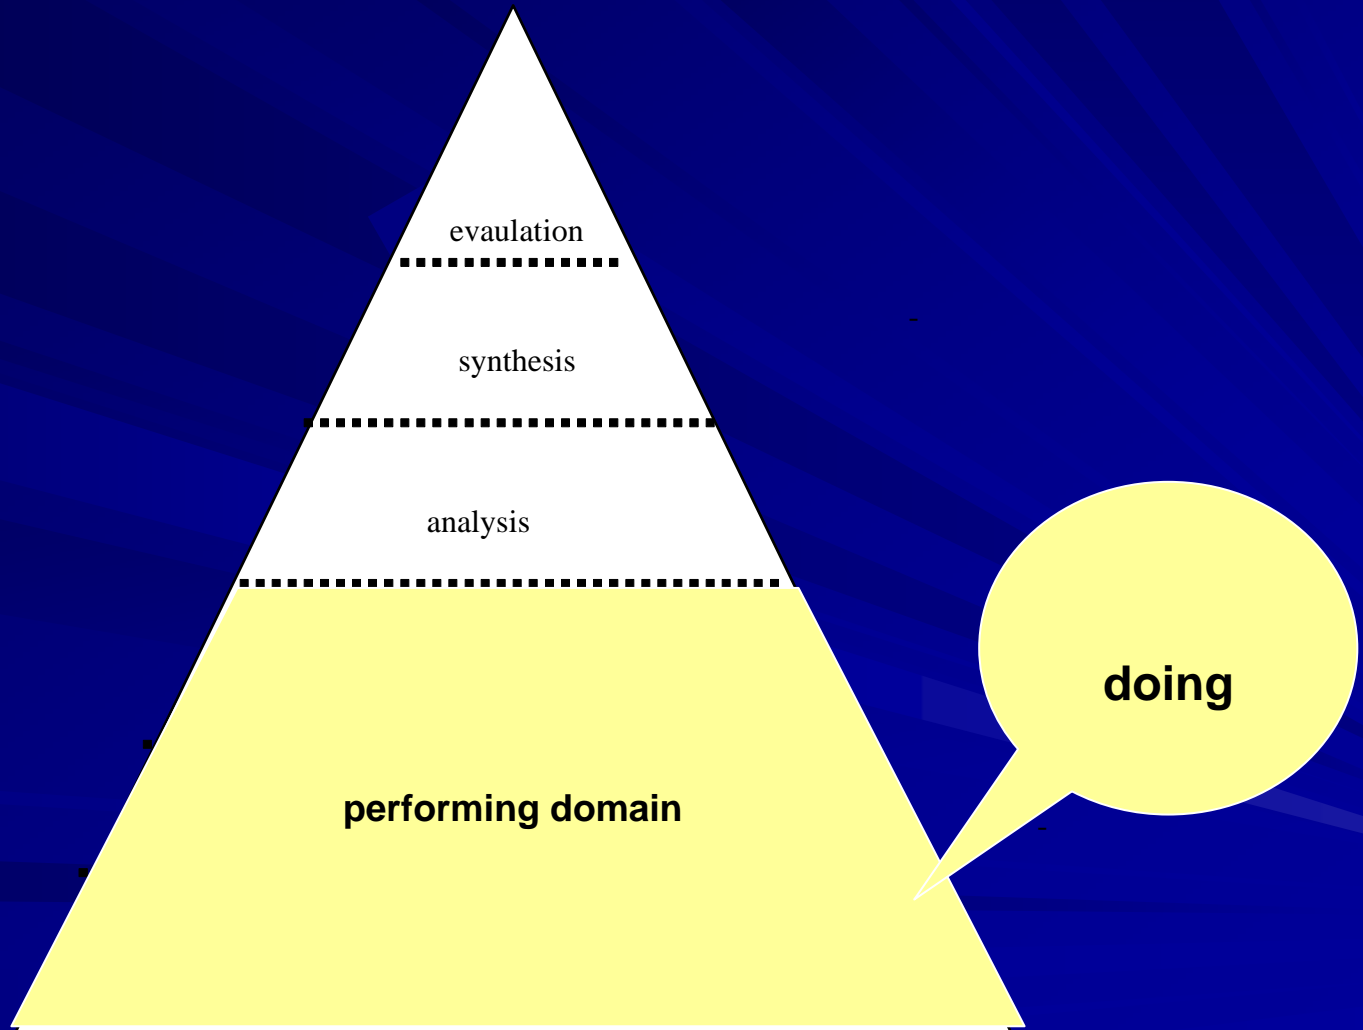 evaulation
synthesis
analysis
doing
performing domain